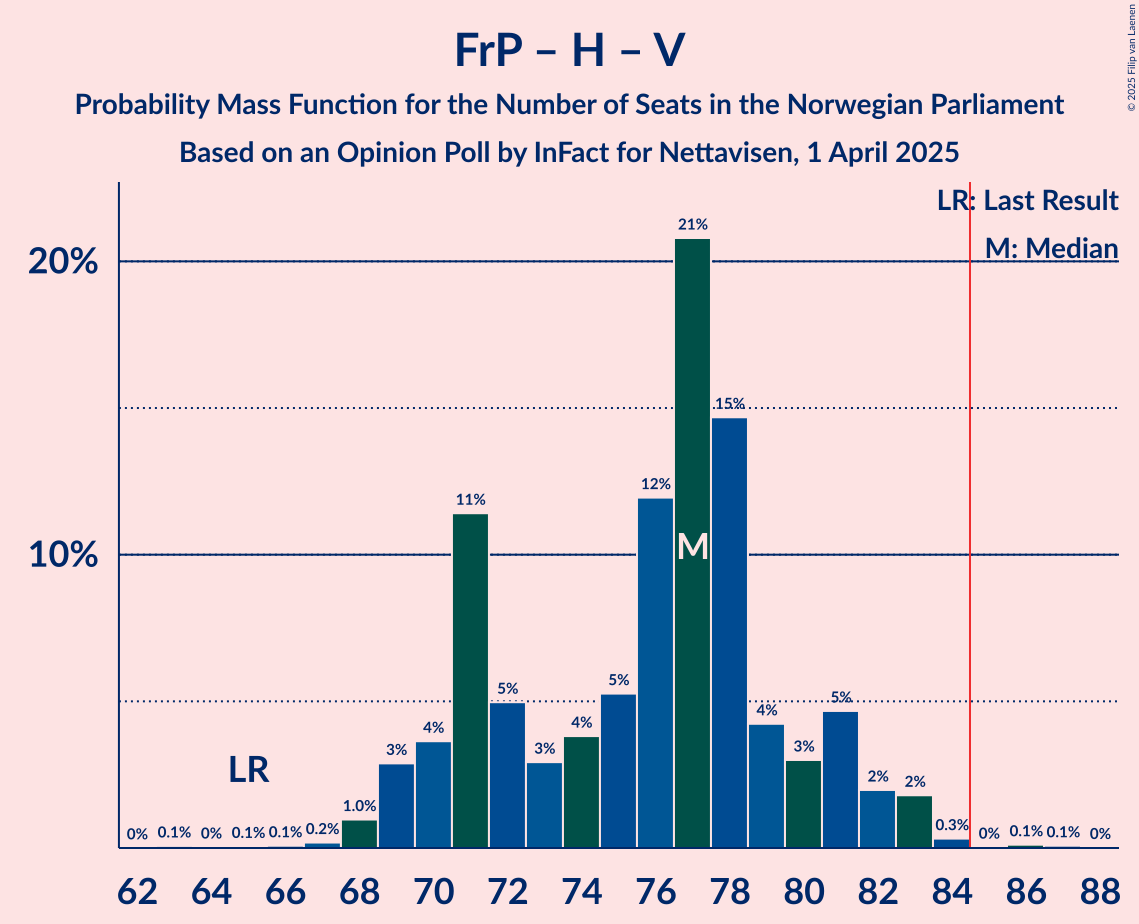 FrP – H – V
Probability Mass Function for the Number of Seats in the Norwegian Parliament
Based on an Opinion Poll by InFact for Nettavisen, 1 April 2025
© 2025 Filip van Laenen
LR: Last Result
M: Median
20%
10%
LR
M
0% 0.1% 0% 0.1% 0.1% 0.2% 1.0% 3% 4% 11% 5% 3% 4% 5% 12% 21% 15% 4% 3% 5% 2% 2% 0.3% 0% 0.1% 0.1% 0%
62 64 66 68 70 72 74 76 78 80 82 84 86 88